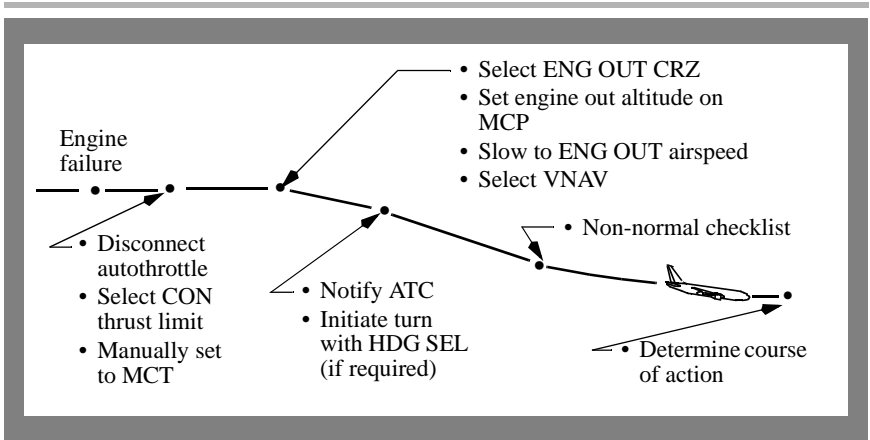 Engine
failure
• Disconnect
autothrottle
• Select CON
thrust limit
• Manually set
to MCT
• Select ENG OUT CRZ
• Set engine out altitude on
MCP
• Slow to ENG OUT airspeed
• Select VNAV
• Notify ATC
• Initiate turn
with HDG SEL
(if required)
• Non-normal checklist
• Determine course
of action